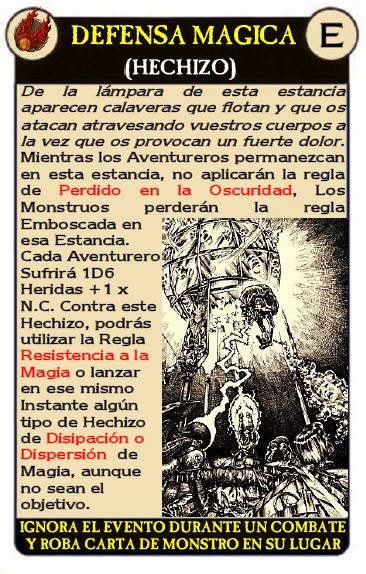 DEFENSA MAGICA
E
(HECHIZO)
De la lámpara de esta estancia
aparecen calaveras que flotan y que os
atacan atravesando vuestros cuerpos a
la vez que os provocan un fuerte dolor.
Mientras los Aventureros permanezcan
en esta estancia, no aplicarán la regla
de Perdido en la Oscuridad, Los
Monstruos perderán la regla
Emboscada en
esa Estancia.
Cada Aventurero
Sufrirá 1D6
Heridas +1 x
N.C. Contra este
Hechizo, podrás
utilizar la Regla
Resistencia a la
Magia o lanzar
en ese mismo
Instante algún
tipo de Hechizo
de Disipación o
Dispersión de
Magia, aunque
no sean el
objetivo.
IGNORA EL EVENTO DURANTE UN COMBATE
Y ROBA CARTA DE MONSTRO EN SU LUGAR